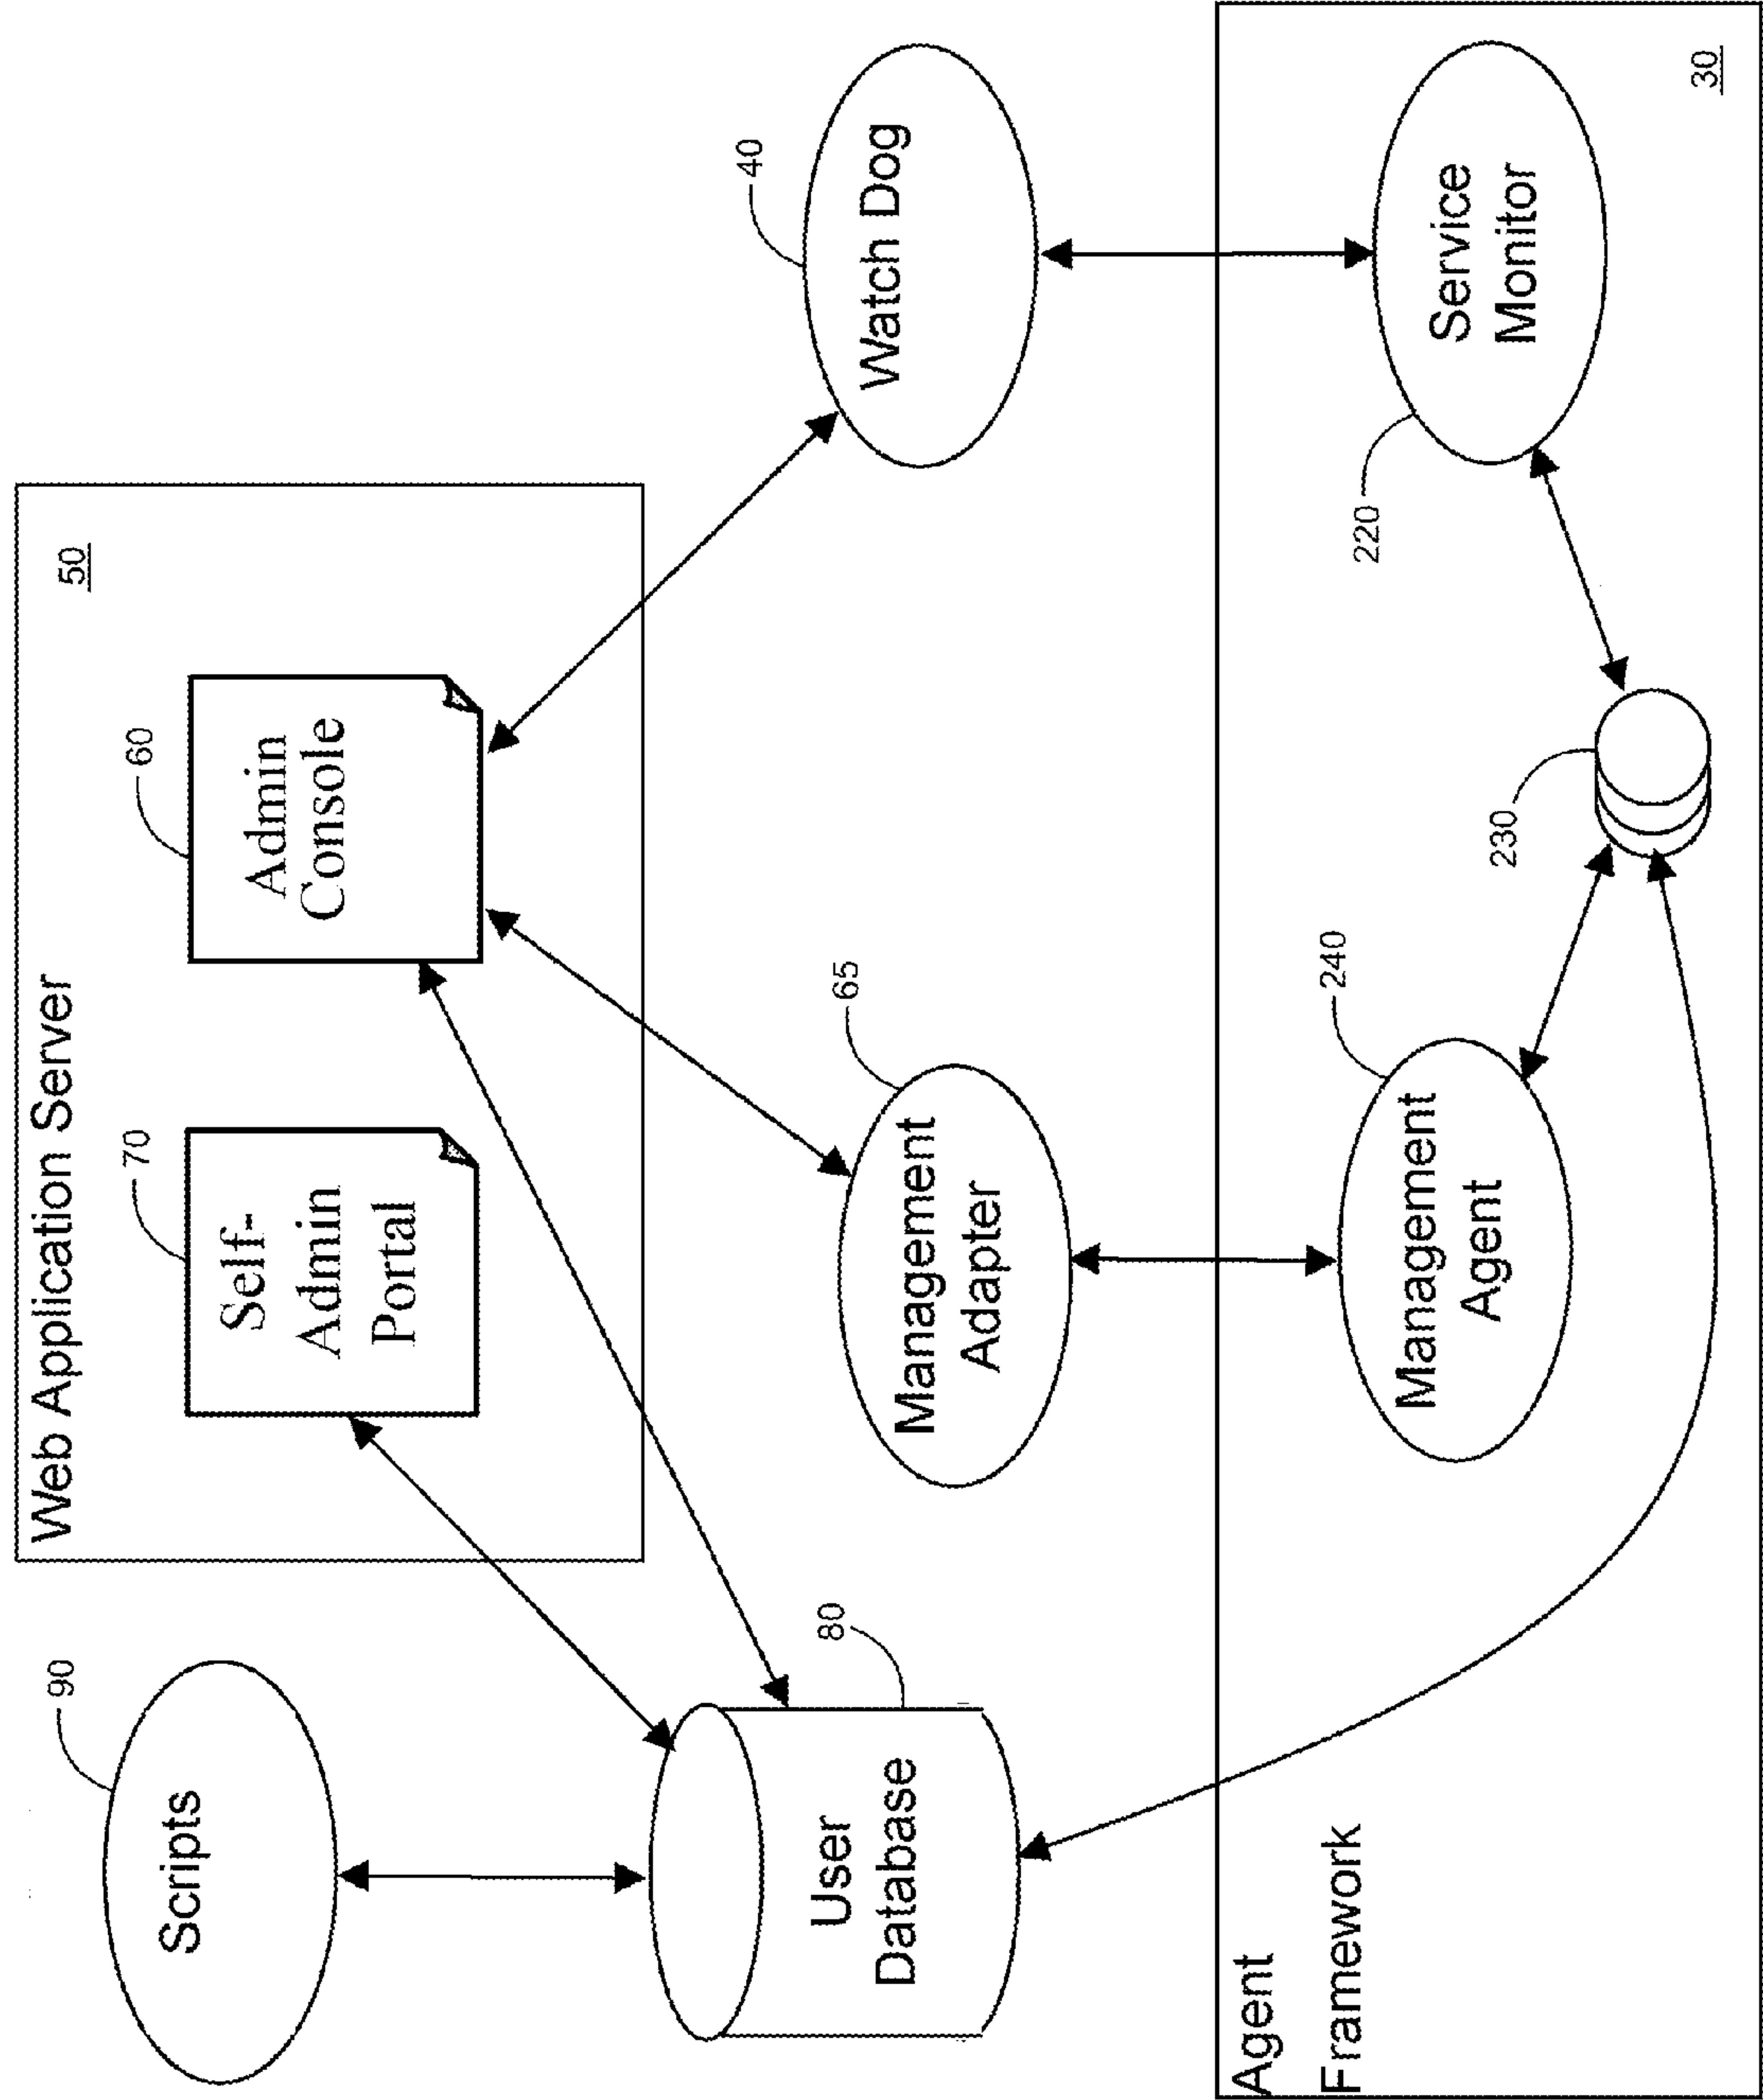 Web Application Server
50
90
Scripts
70
Self-
Admin
Portal
60
Admin
Console
80
User
Database
65
Management
Adapter
40
Watch Dog
Agent
Framework
240
Management
Agent
230
220
Service
Monitor
30